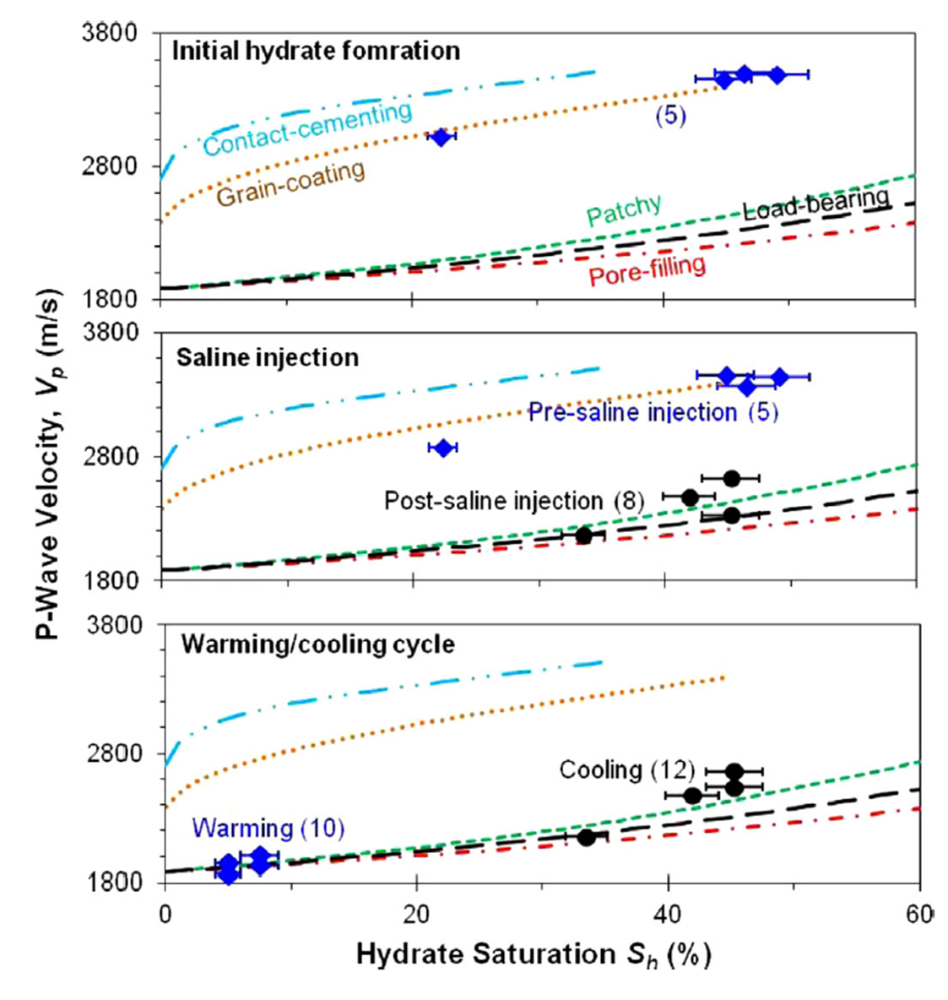 3800
Initial hydrate fomration
Contact-cementing
(5)
2800
Grain-coating
Patchy
Load-bearing
Pore-filling
1800
P-Wave Velocity, Vp (m/s)
3800
Saline injection
Pre-saline injection (5)
2800
Post-saline injection (8)
1800
3800
Warming/cooling cycle
2800
Cooling (12)
Warming (10)
1800
0 20 40 60
Hydrate Saturation Sh (%)